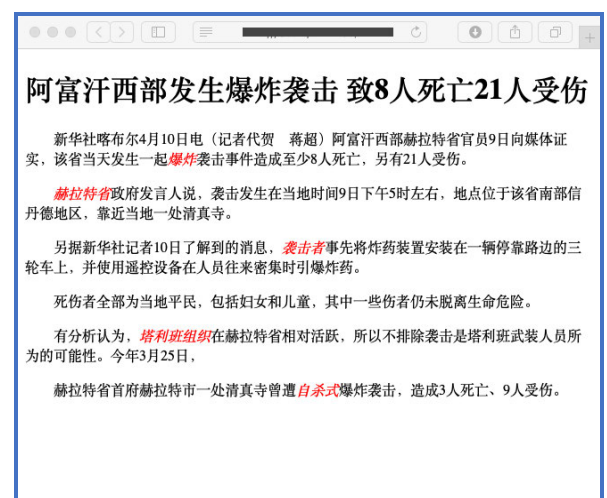 阿富汗西部发生爆炸袭击 致8人死亡21人受伤
新华社喀布尔4月10日电（记者代贺　蒋超）阿富汗西部赫拉特省官员9日向媒体证
实，该省当天发生一起爆炸袭击事件造成至少8人死亡，另有21人受伤。
赫拉特省政府发言人说，袭击发生在当地时间9日下午5时左右，地点位于该省南部信
丹德地区，靠近当地一处清真寺。
另据新华社记者10日了解到的消息，袭击者事先将炸药装置安装在一辆停靠路边的三
轮车上，并使用遥控设备在人员往来密集时引爆炸药。
死伤者全部为当地平民，包括妇女和儿童，其中一些伤者仍未脱离生命危险。
有分析认为，塔利班组织在赫拉特省相对活跃，所以不排除袭击是塔利班武装人员所
为的可能性。今年3月25日，
赫拉特省首府赫拉特市一处清真寺曾遭自杀式爆炸袭击，造成3人死亡、9人受伤。